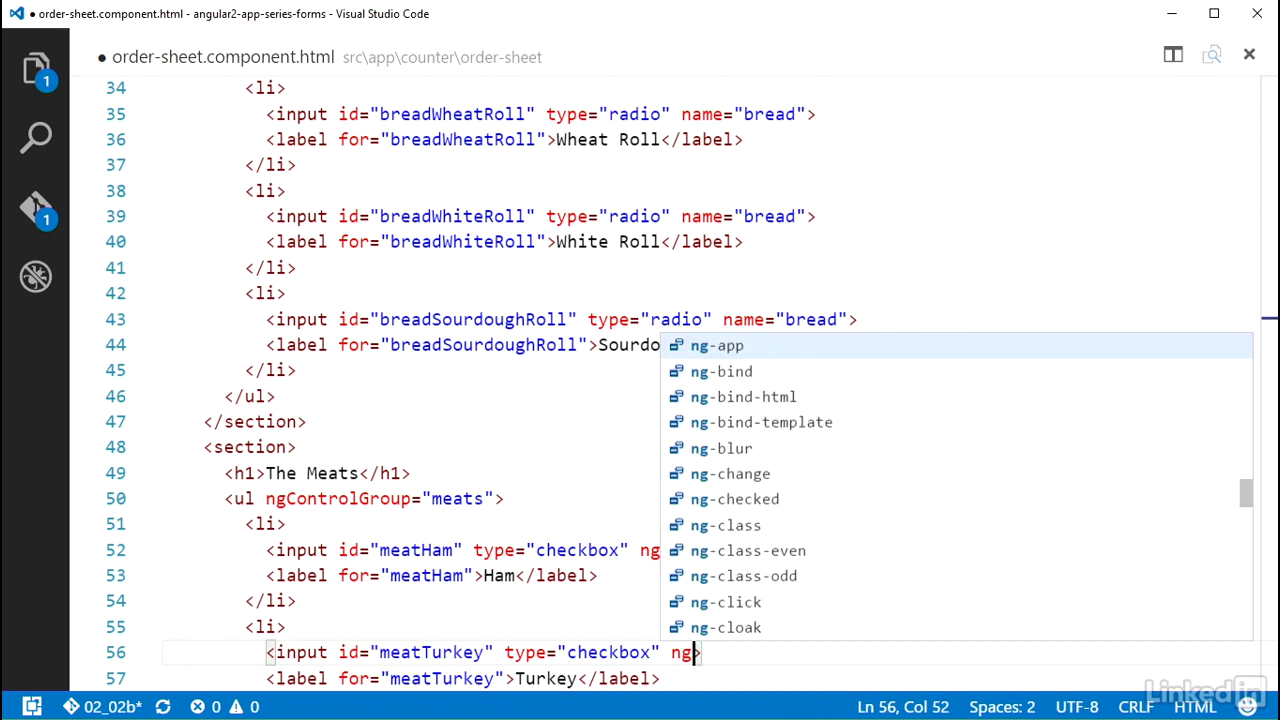 ● order-sheet.component.html - angular2-app-series-forms - Visual Studio Code
● order-sheet.component.html src\app\counter\order-sheet
1
1
34 <li>
35 <input id="breadWheatRoll" type="radio" name="bread">
36 <label for="breadWheatRoll">Wheat Roll</label>
37 </li>
38 <li>
39 <input id="breadWhiteRoll" type="radio" name="bread">
40 <label for="breadWhiteRoll">White Roll</label>
41 </li>
42 <li>
43 <input id="breadSourdoughRoll" type="radio" name="bread">
44 <label for="breadSourdoughRoll">Sourdo
45 </li>
46 </ul>
47 </section>
48 <section>
49 <h1>The Meats</h1>
50 <ul ngControlGroup="meats">
51 <li>
52 <input id="meatHam" type="checkbox" ng
53 <label for="meatHam">Ham</label>
54 </li>
55 <li>
56 <input id="meatTurkey" type="checkbox" ng>
57 <label for="meatTurkey">Turkey</label>
ng-app
ng-bind
ng-bind-html
ng-bind-template
ng-blur
ng-change
ng-checked
ng-class
ng-class-even
ng-class-odd
ng-click
ng-cloak
02_02b* 0 0 Ln 56, Col 52 Spaces: 2 UTF-8 CRLF HTML
LinkedIn